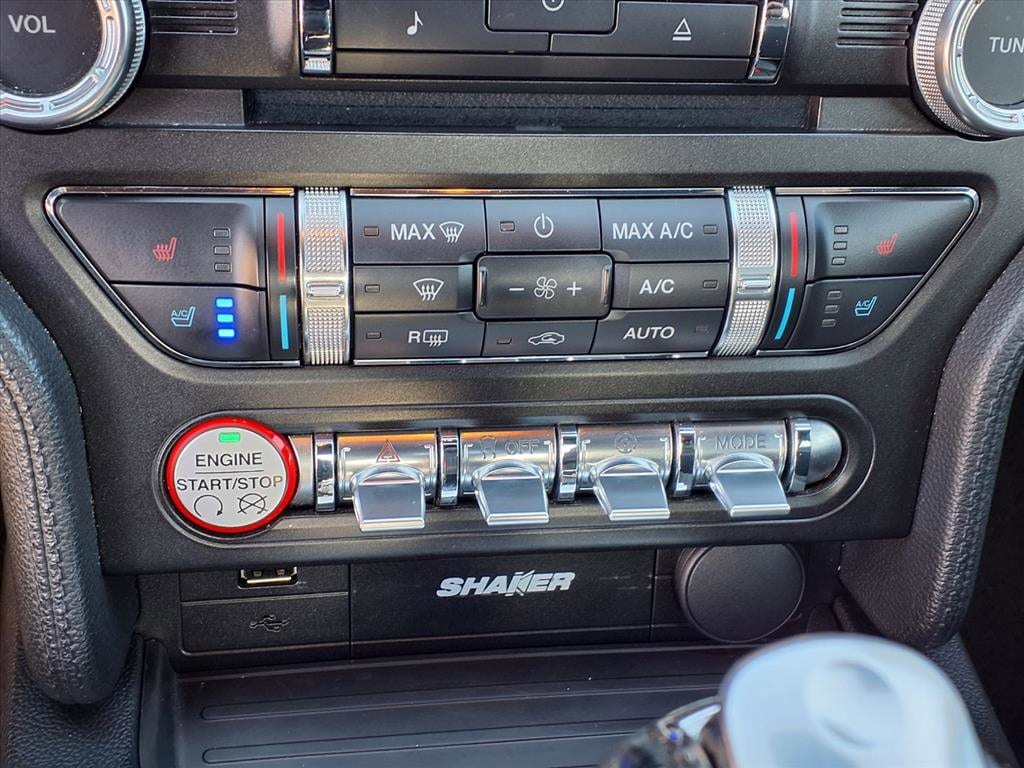 VOL
TUN
MAX
MAX A/C
A/C
- +
A/C
A/C
R
AUTO
ENGINE
START/STOP
OFF
MODE
SHAKER